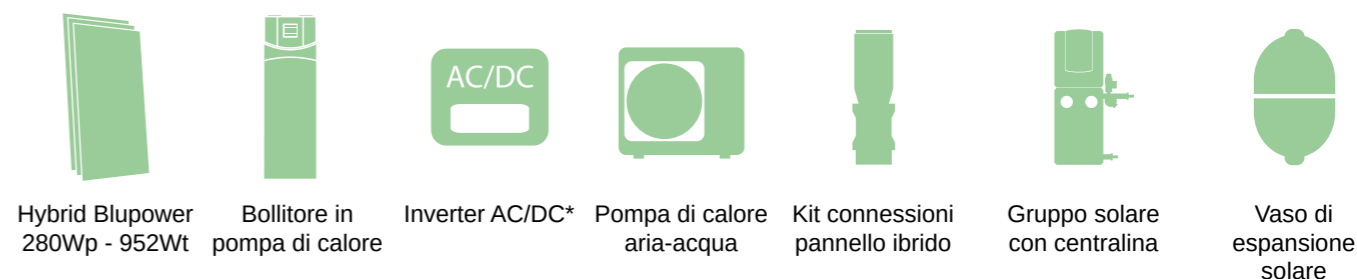 AC/DC
Hybrid Blupower
280Wp - 952Wt
Bollitore in
pompa di calore
Inverter AC/DC*
Pompa di calore
aria-acqua
Kit connessioni
pannello ibrido
Gruppo solare
con centralina
Vaso di
espansione
solare